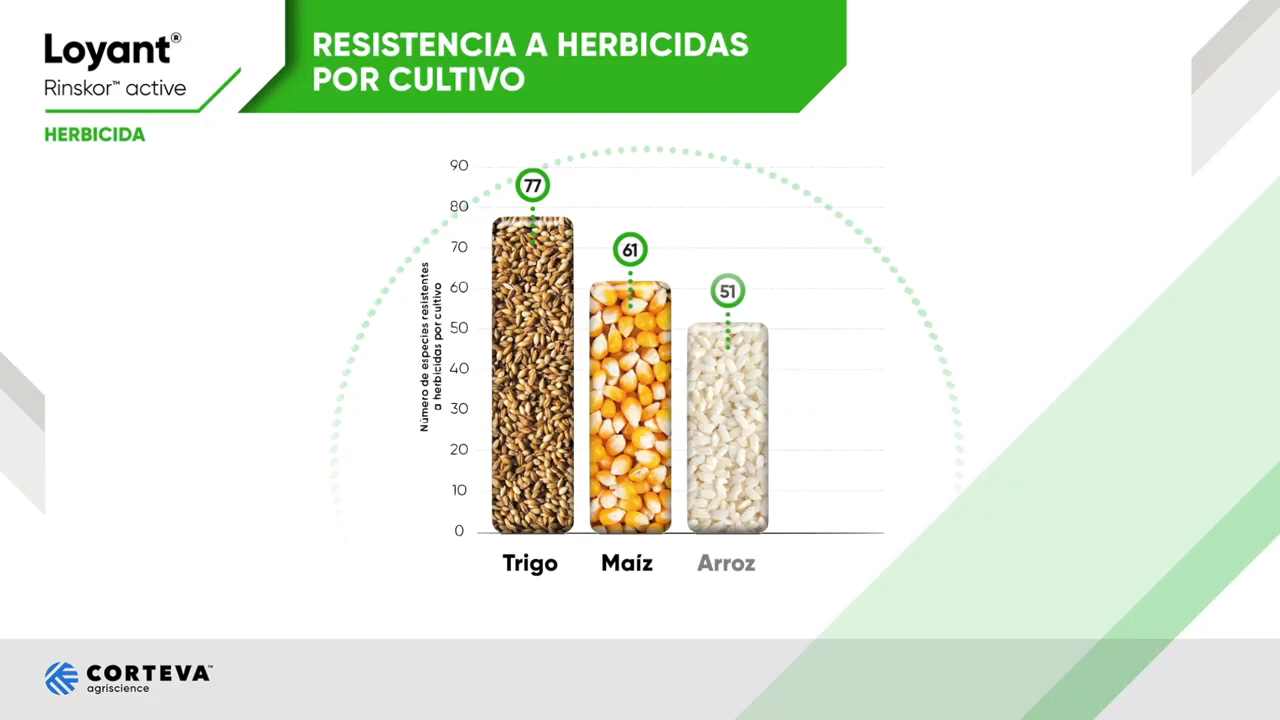 Loyant®
Rinskor™ active
HERBICIDA
RESISTENCIA A HERBICIDAS
POR CULTIVO
Número de especies resistentes
a herbicidas por cultivo
90
80
70
60
50
40
30
20
10
0
77
61
51
Trigo
Maíz
Arroz
CORTEVA™
agriscience